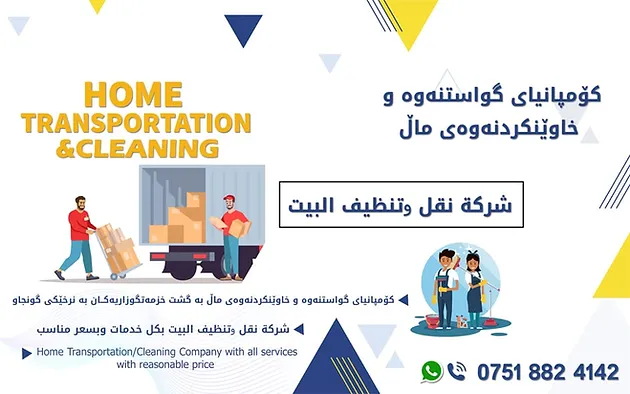 HOME
TRANSPORTATION
&CLEANING
کۆمپانیای گواستنەوە و
خاوێنکردنەوەی ماڵ
شركة نقل وتنظيف البيت
کۆمپانیای گواستنەوە و خاوێنکردنەوەی ماڵ بە گشت خزمەتگوزاریەکـان بە نرخێکی گونجاو
شركة نقل وتنظيف البيت بكل خدمات وبسعر مناسب
Home Transportation/Cleaning Company with all services
with reasonable price
0751 882 4142